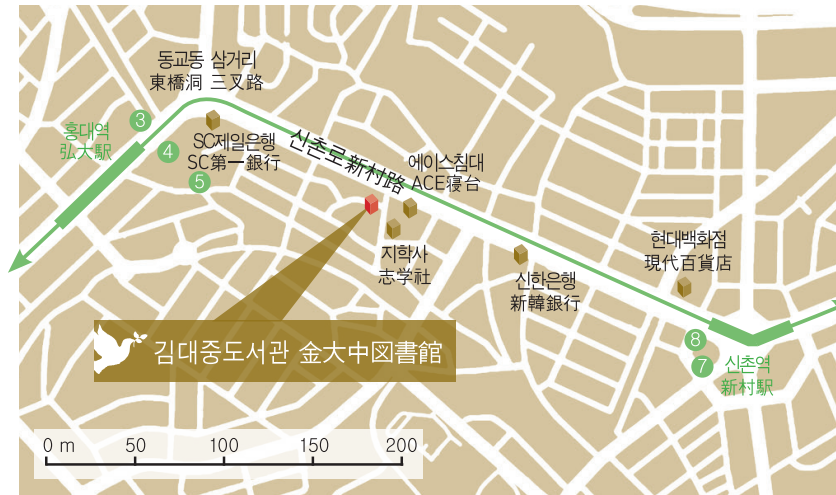 동교동 삼거리
東橋洞 三叉路
3
홍대역
弘大駅
4
SC제일은행
SC第一銀行
5
신촌로 新村路
에이스침대
ACE寝台
지학사
志学社
현대백화점
現代百貨店
신한은행
新韓銀行
김대중도서관 金大中図書館
8
7
신촌역
新村駅
0 m 50 100 150 200